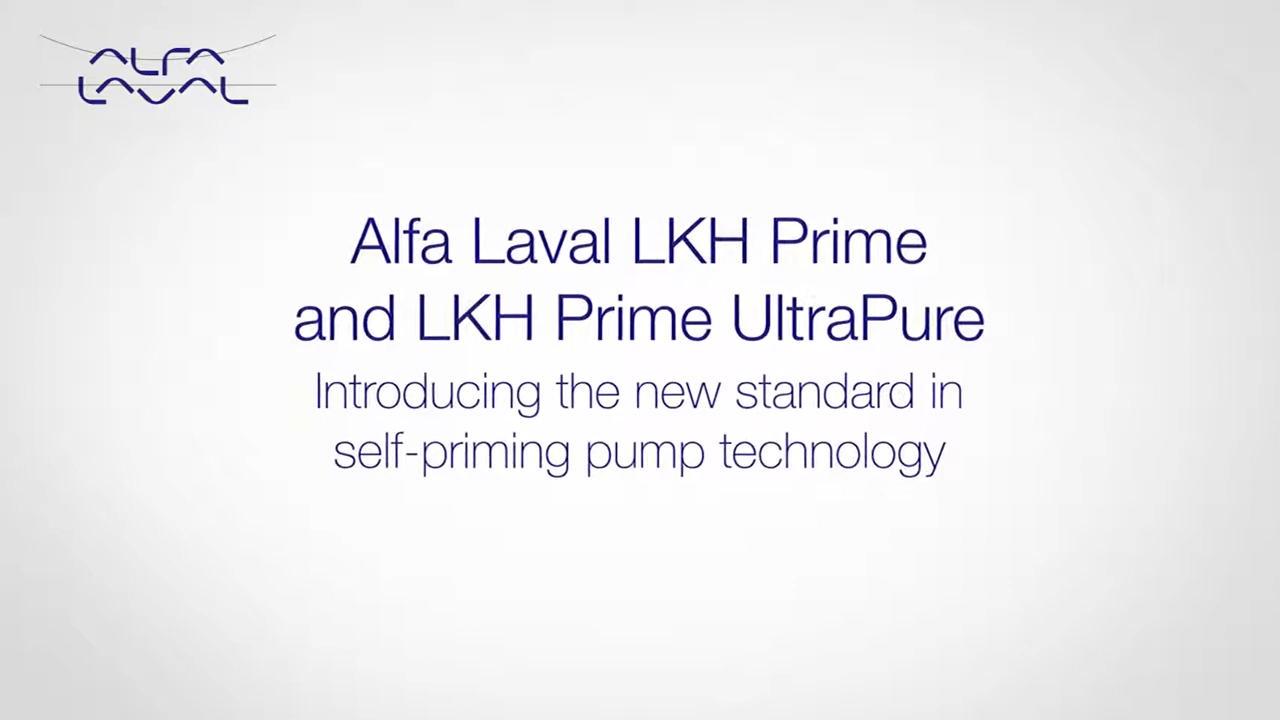 ALFA
LAVAL
Alfa Laval LKH Prime
and LKH Prime UltraPure
Introducing the new standard in
self-priming pump technology